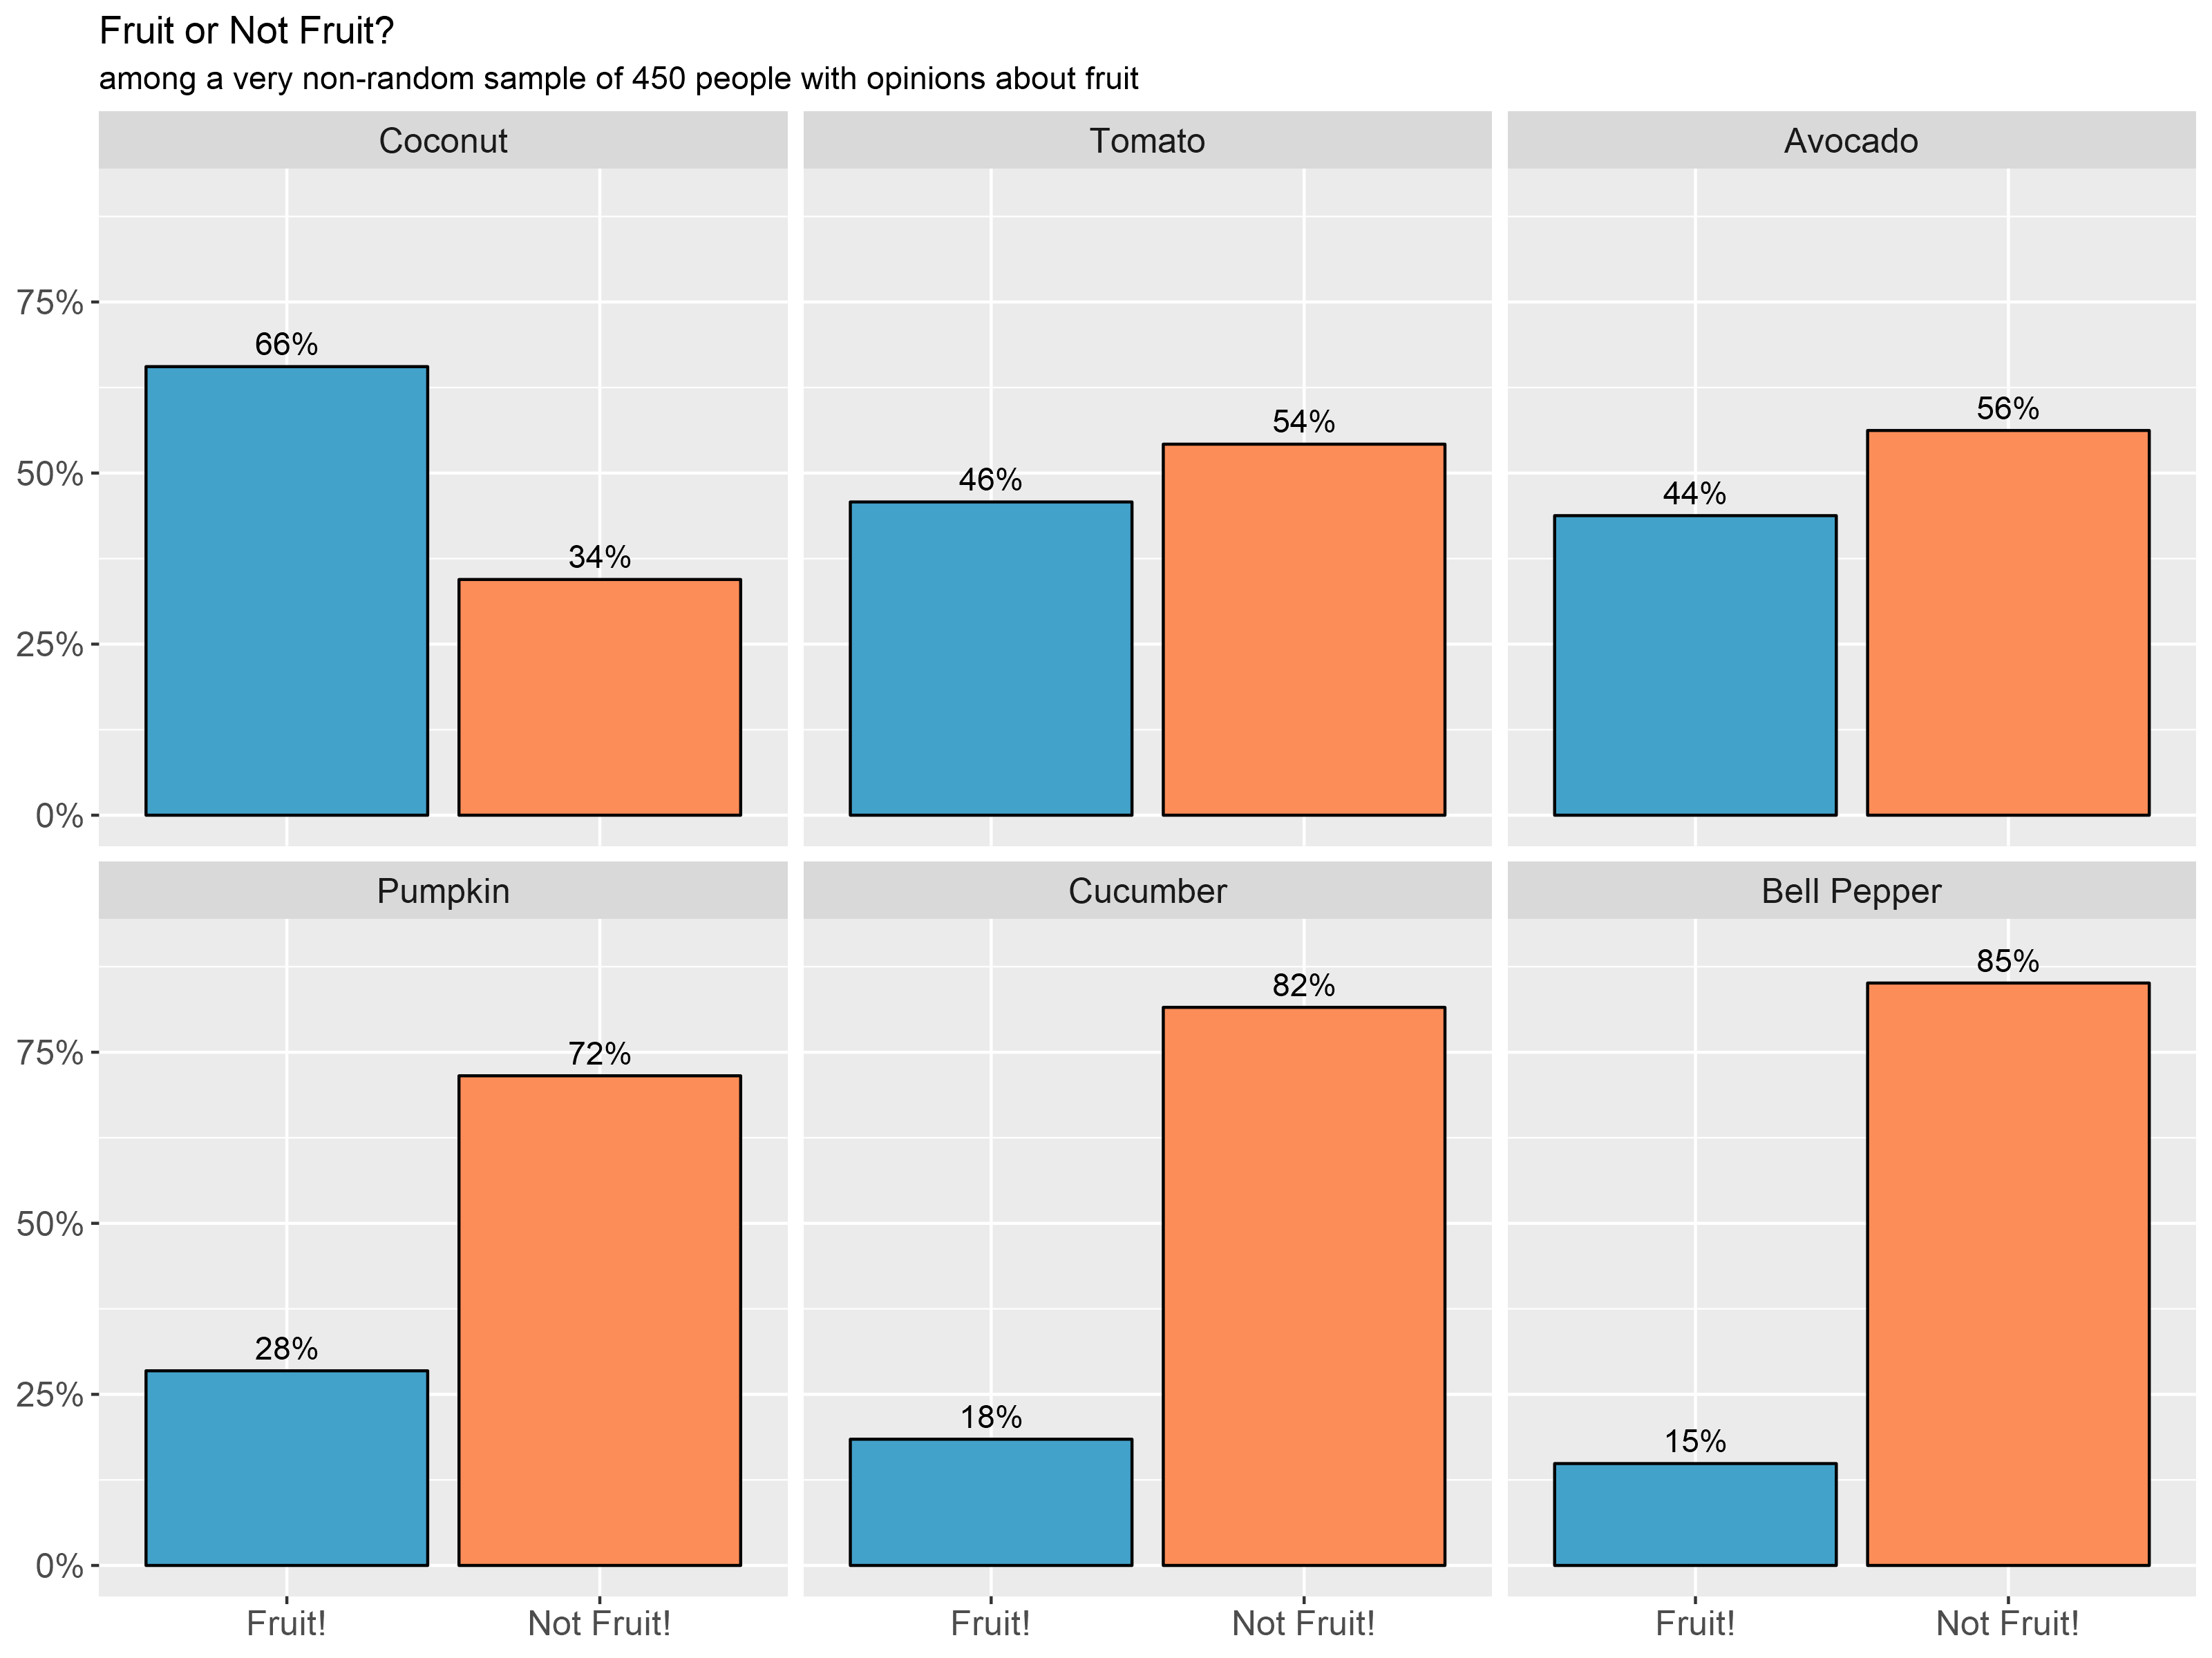 Fruit or Not Fruit?
among a very non-random sample of 450 people with opinions about fruit
Coconut
Tomato
Avocado
75%
50%
25%
0%
66%
34%
46%
54%
44%
56%
Pumpkin
Cucumber
Bell Pepper
75%
50%
25%
0%
28%
72%
18%
82%
15%
85%
Fruit!
Not Fruit!
Fruit!
Not Fruit!
Fruit!
Not Fruit!